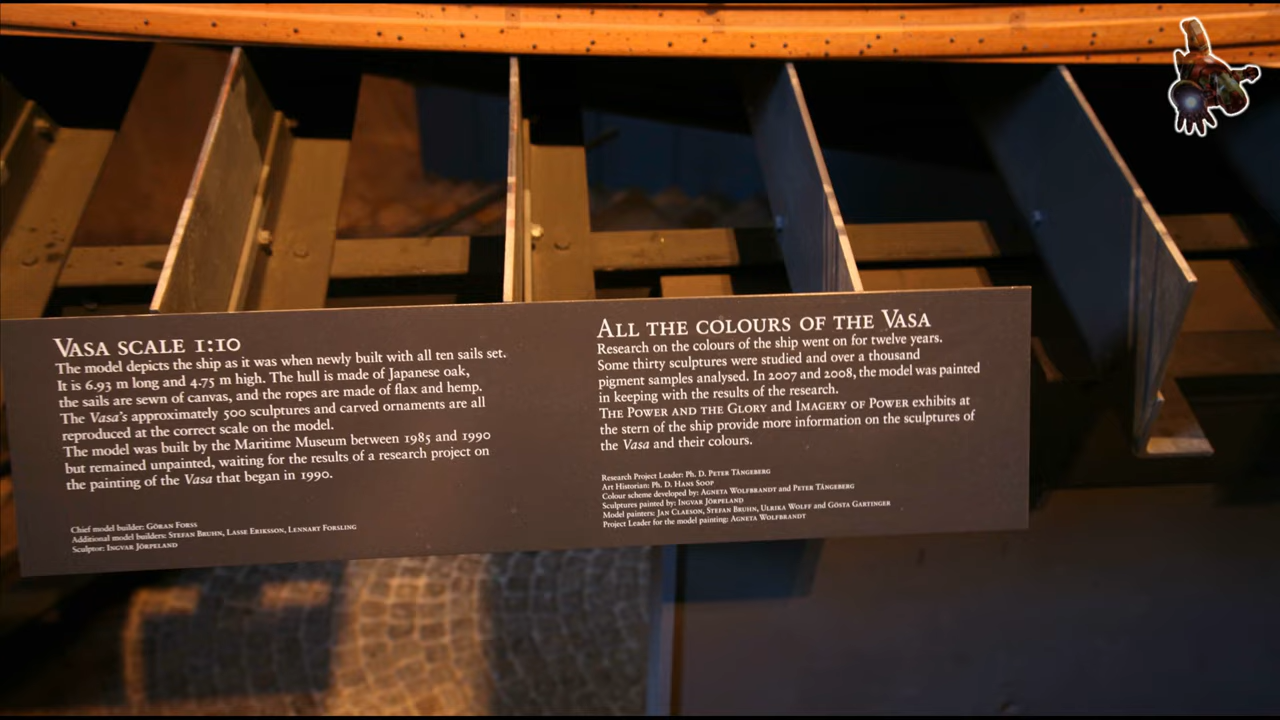 VASA SCALE 1:10
The model depicts the ship as it was when newly built with all ten sails set.
It is 6.93 m long and 4.75 m high. The hull is made of Japanese oak,
the sails are sewn of canvas, and the ropes are made of flax and hemp.
The Vasa's approximately 500 sculptures and carved ornaments are all
reproduced at the correct scale on the model.
The model was built by the Maritime Museum between 1985 and 1990
but remained unpainted, waiting for the results of a research project on
the painting of the Vasa that began in 1990.
Chief model builder: GÖRAN FORSS
Additional model builders: STEFAN BRUHN, LASSE ERIKSSON, LENNART FORSLING
Sculptor: INGVAR JÖRPELAND
ALL THE COLOURS OF THE VASA
Research on the colours of the ship went on for twelve years.
Some thirty sculptures were studied and over a thousand
pigment samples analysed. In 2007 and 2008, the model was painted
in keeping with the results of the research.
THE POWER AND THE GLORY and IMAGERY OF POWER exhibits at
the stern of the ship provide more information on the sculptures of
the Vasa and their colours.
Research Project Leader: Ph. D. PETER TÅNGEBERG
Art Historian: Ph. D. HANS SOOP
Colour scheme developed by: AGNETA WOLFBRANDT and PETER TÅNGEBERG
Sculptures painted by: INGVAR JÖRPELAND
Model painters: JAN CLAESON, STEFAN BRUHN, ULRIKA WOLFF and GÖSTA GARTINGER
Project Leader for the model painting: AGNETA WOLFBRANDT